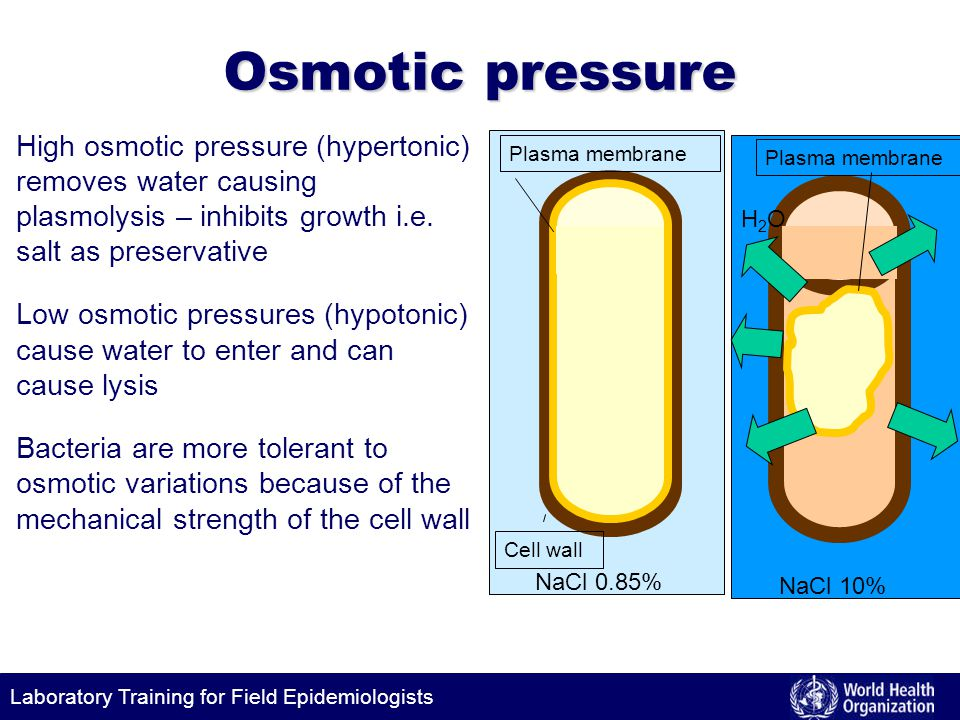 Osmotic pressure
High osmotic pressure (hypertonic)
removes water causing
plasmolysis – inhibits growth i.e.
salt as preservative
Low osmotic pressures (hypotonic)
cause water to enter and can
cause lysis
Bacteria are more tolerant to
osmotic variations because of the
mechanical strength of the cell wall
Plasma membrane
Cell wall
NaCl 0.85%
Plasma membrane
H₂O
NaCl 10%
Laboratory Training for Field Epidemiologists
World Health
Organization